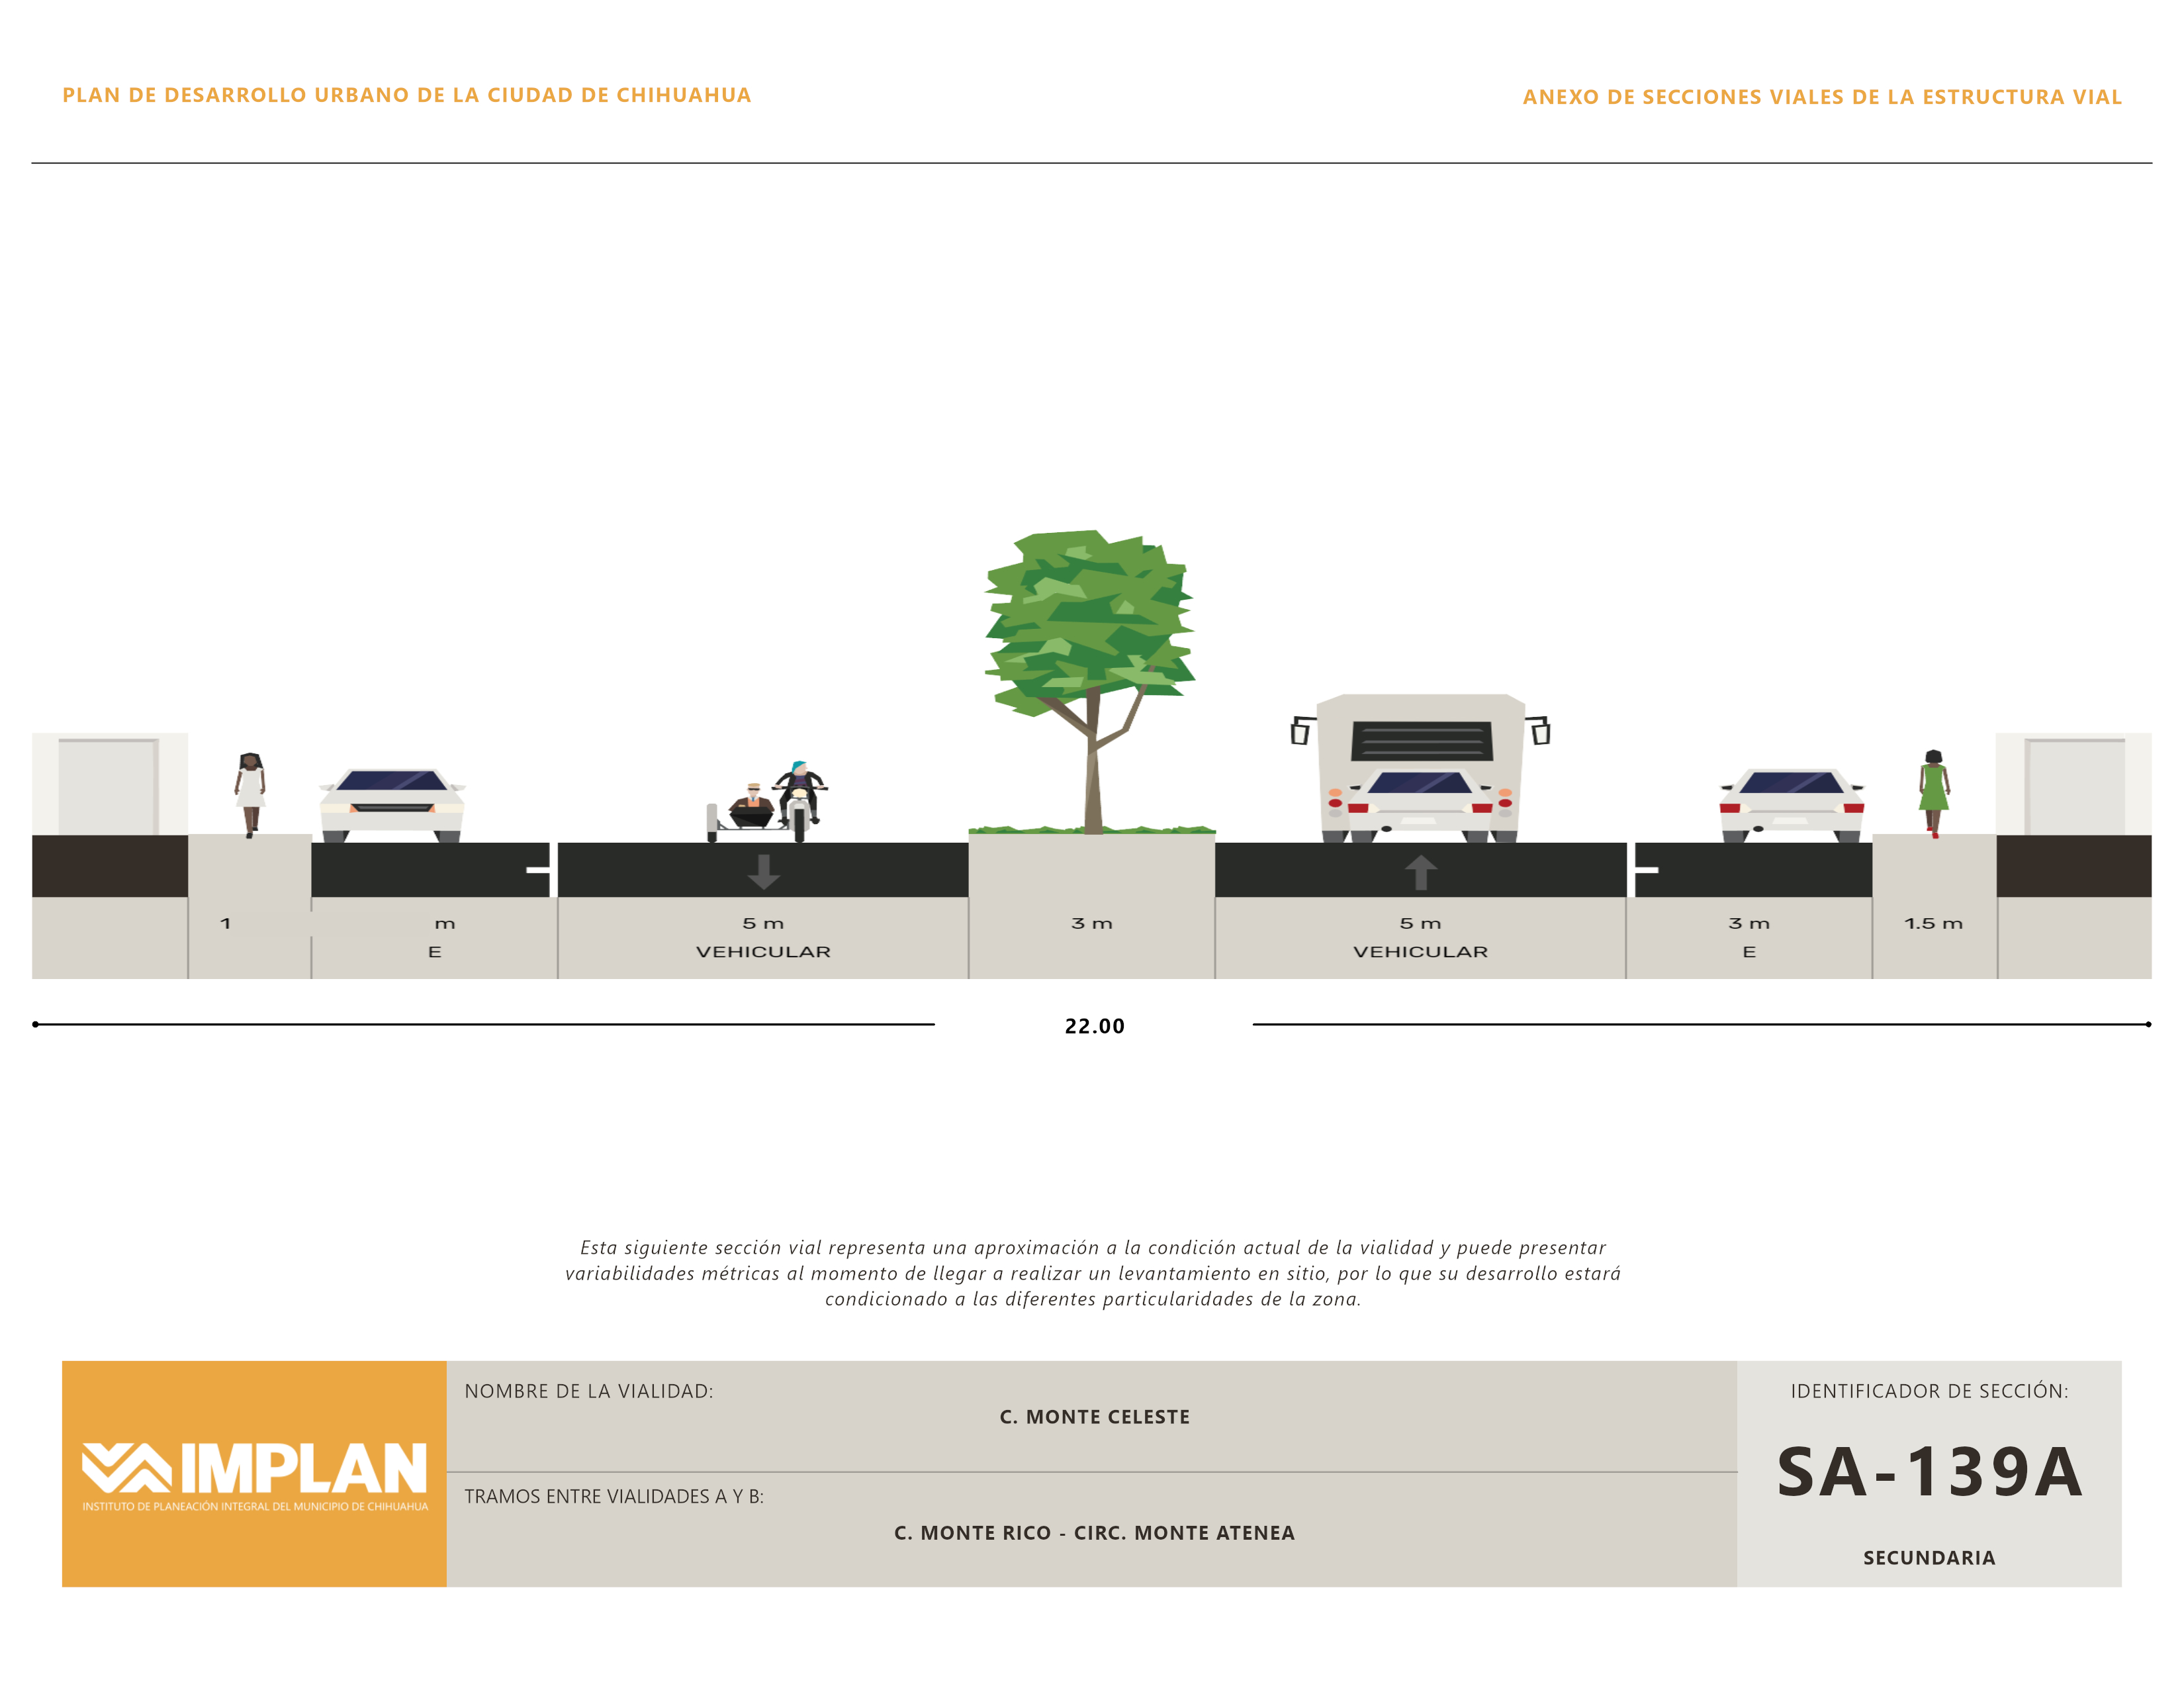 PLAN DE DESARROLLO URBANO DE LA CIUDAD DE CHIHUAHUA
ANEXO DE SECCIONES VIALES DE LA ESTRUCTURA VIAL
1 m 5 m 3 m 5 m 3 m 1.5 m
E VEHICULAR VEHICULAR E
22.00
Esta siguiente sección vial representa una aproximación a la condición actual de la vialidad y puede presentar
variabilidades métricas al momento de llegar a realizar un levantamiento en sitio, por lo que su desarrollo estará
condicionado a las diferentes particularidades de la zona.
IMPLAN
INSTITUTO DE PLANEACIÓN INTEGRAL DEL MUNICIPIO DE CHIHUAHUA
NOMBRE DE LA VIALIDAD:
C. MONTE CELESTE
TRAMOS ENTRE VIALIDADES A Y B:
C. MONTE RICO - CIRC. MONTE ATENEA
IDENTIFICADOR DE SECCIÓN:
SA-139A
SECUNDARIA